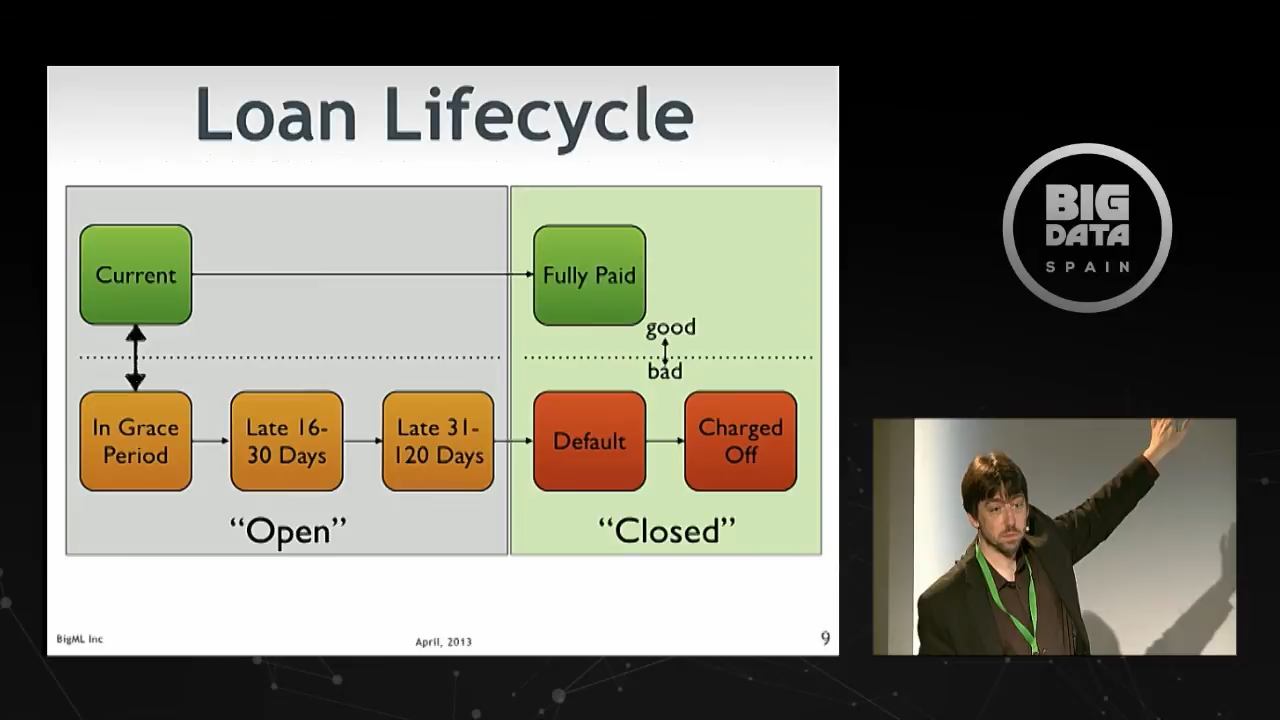 Loan Lifecycle
Current
Fully Paid
good
bad
In Grace
Period
Late 16-
30 Days
Late 31-
120 Days
Default
Charged
Off
“Open”
“Closed”
BigML Inc
April, 2013
9
BIG
DATA
SPAIN